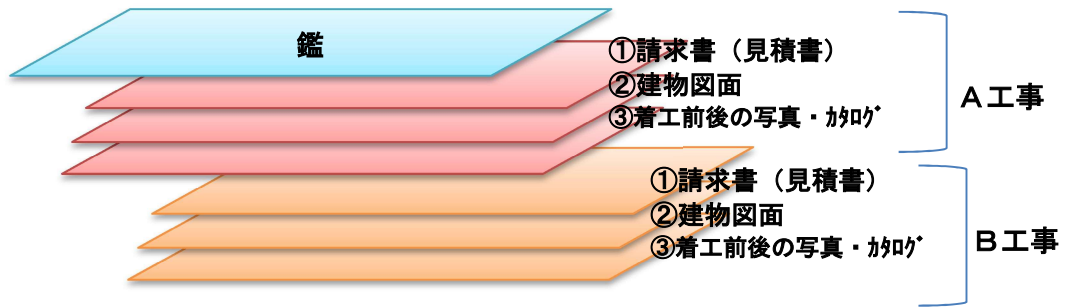 鑑
①請求書（見積書）
②建物図面
③着工前後の写真・ｶﾀﾛｸﾞ
Ａ工事
①請求書（見積書）
②建物図面
③着工前後の写真・ｶﾀﾛｸﾞ
Ｂ工事